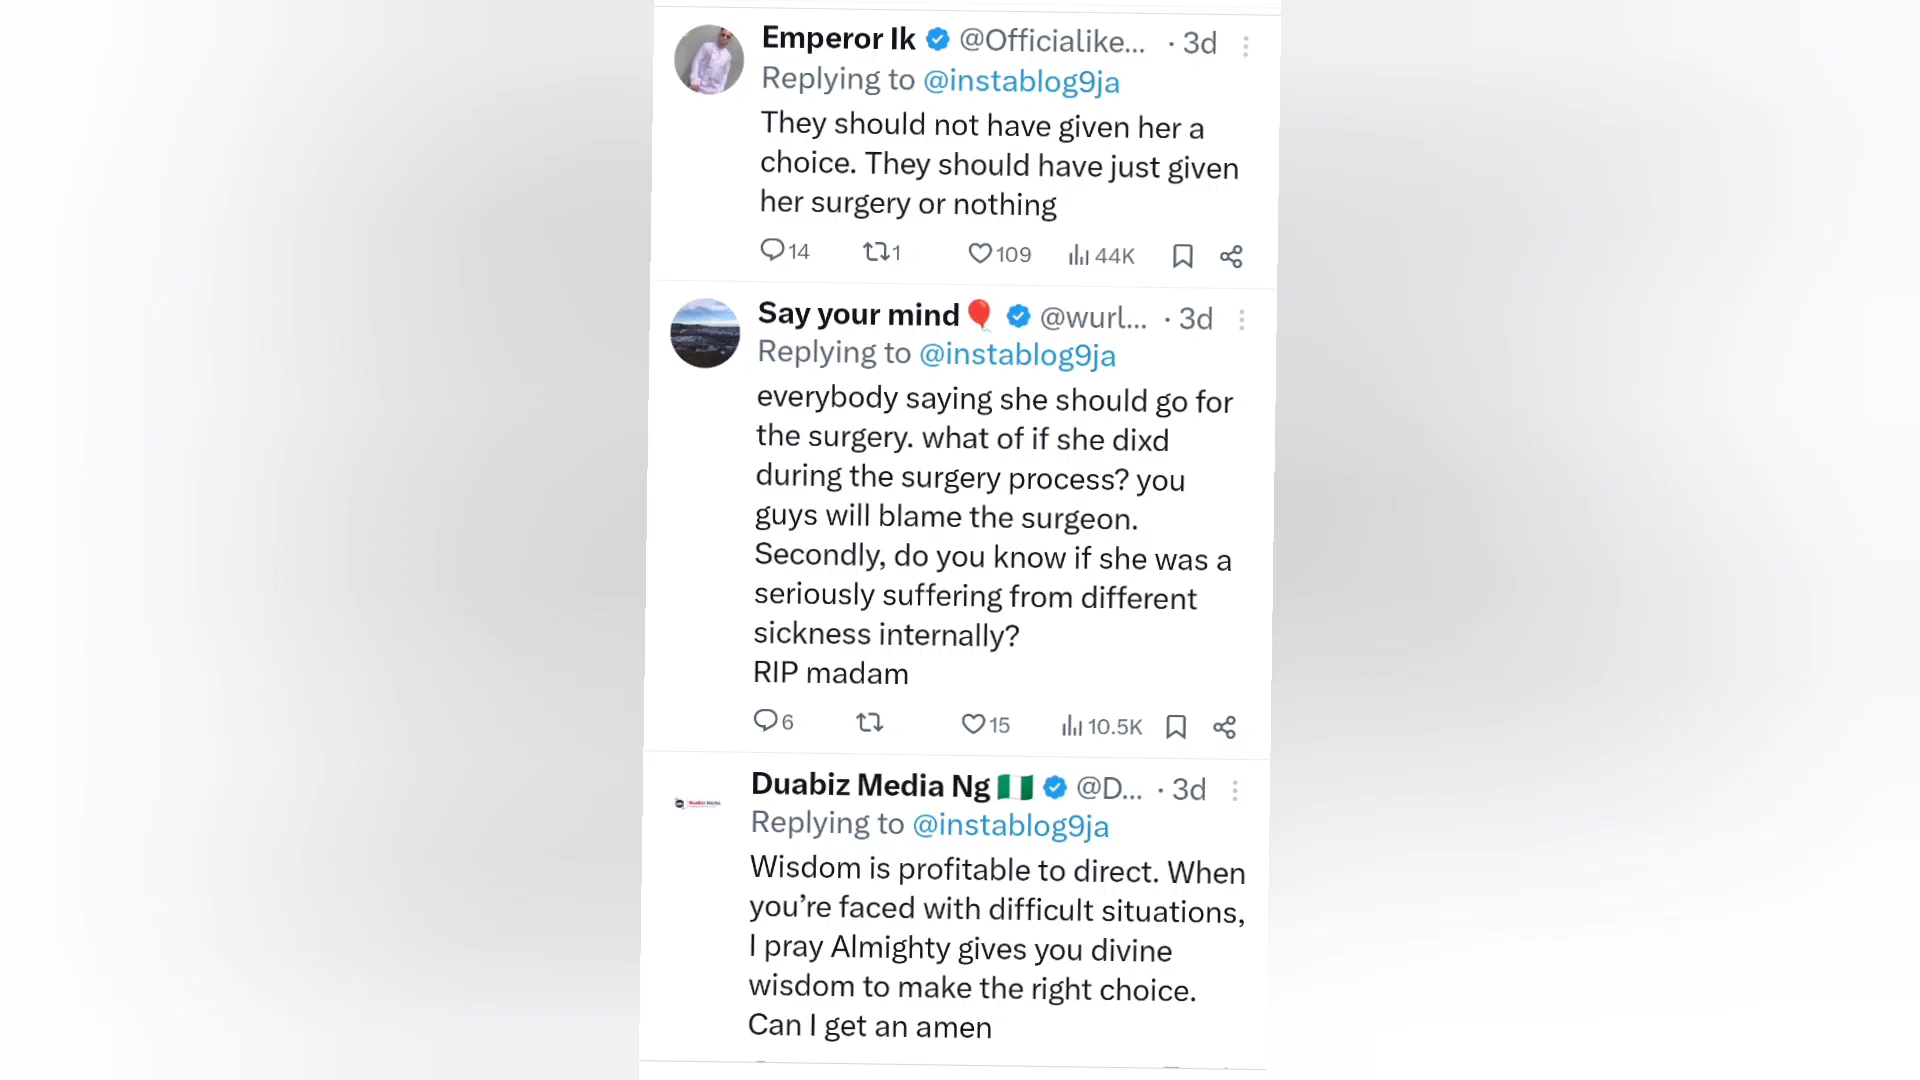 Emperor Ik @Officialike... · 3d
Replying to @instablog9ja
They should not have given her a
choice. They should have just given
her surgery or nothing
14 1 109 44K
Say your mind🎈 @wurl... · 3d
Replying to @instablog9ja
everybody saying she should go for
the surgery. what of if she dixd
during the surgery process? you
guys will blame the surgeon.
Secondly, do you know if she was a
seriously suffering from different
sickness internally?
RIP madam
6 15 10.5K
Duabiz Media Ng🇳🇬 @D... · 3d
Replying to @instablog9ja
Wisdom is profitable to direct. When
you’re faced with difficult situations,
I pray Almighty gives you divine
wisdom to make the right choice.
Can I get an amen